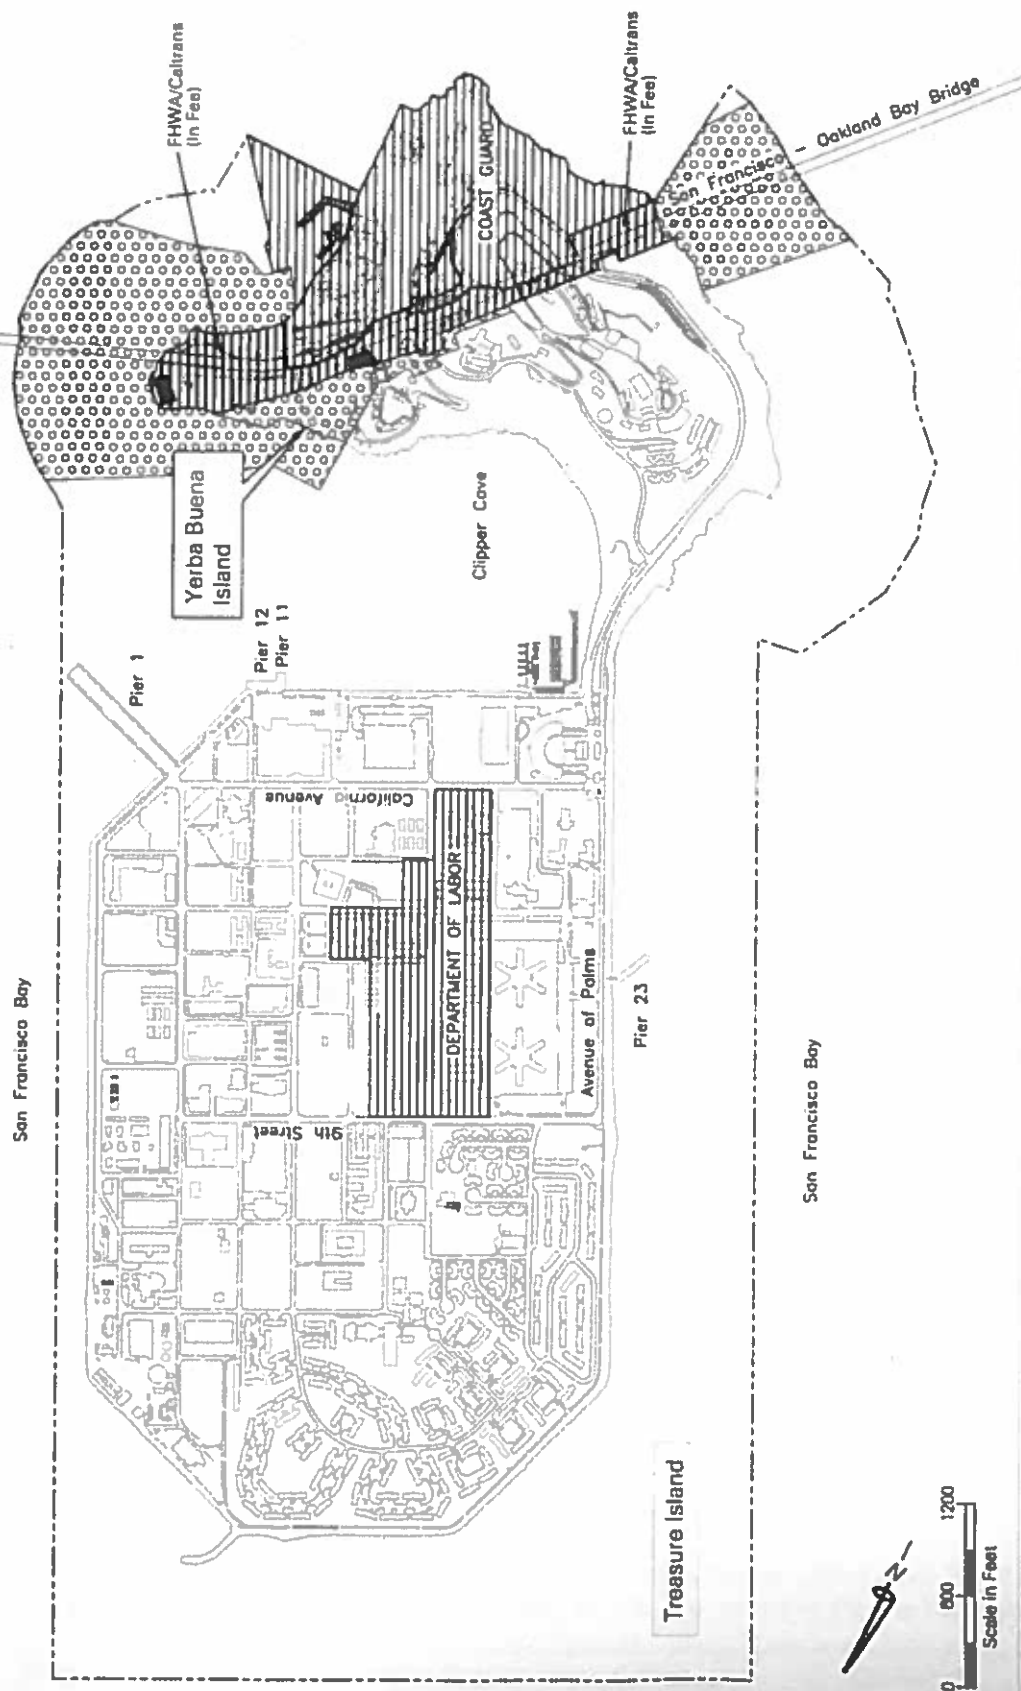 FHWA/Caltrans
(In Fee)
FHWA/Caltrans
(In Fee)
COAST GUARD
San Francisco - Oakland Bay Bridge
Yerba Buena
Island
Clipper Cove
Pier 1
Pier 12
Pier 11
California Avenue
DEPARTMENT OF LABOR
Avenue of Palms
Pier 23
9th Street
San Francisco Bay
San Francisco Bay
Treasure Island
N
0
600
1200
Scale in Feet